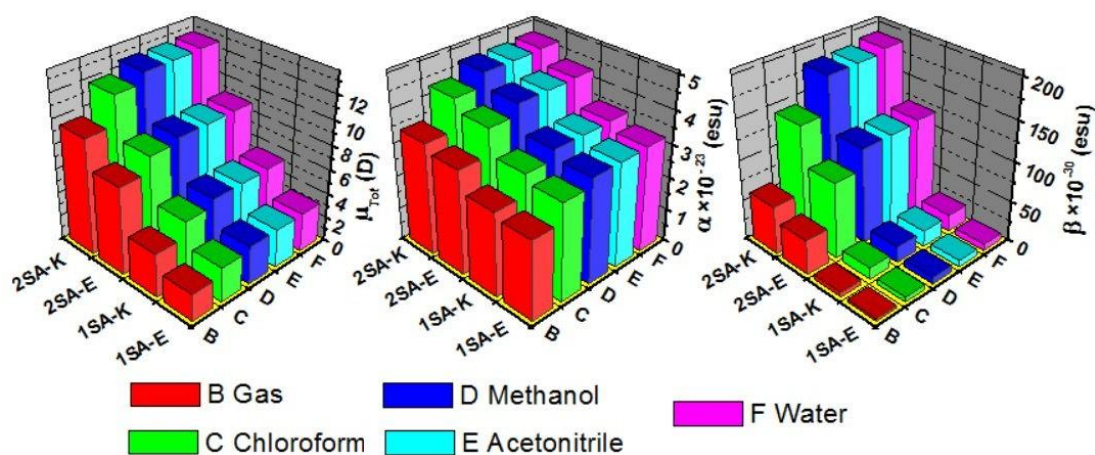 12
10
8
6
4
2
0
μTot (D)
2SA-K
2SA-E
1SA-K
1SA-E
B
C
D
E
F
5
4
3
2
1
0
α ×10-23 (esu)
2SA-K
2SA-E
1SA-K
1SA-E
B
C
D
E
F
200
150
100
50
0
β ×10-30 (esu)
2SA-K
2SA-E
1SA-K
1SA-E
B
C
D
E
F
B Gas
C Chloroform
D Methanol
E Acetonitrile
F Water